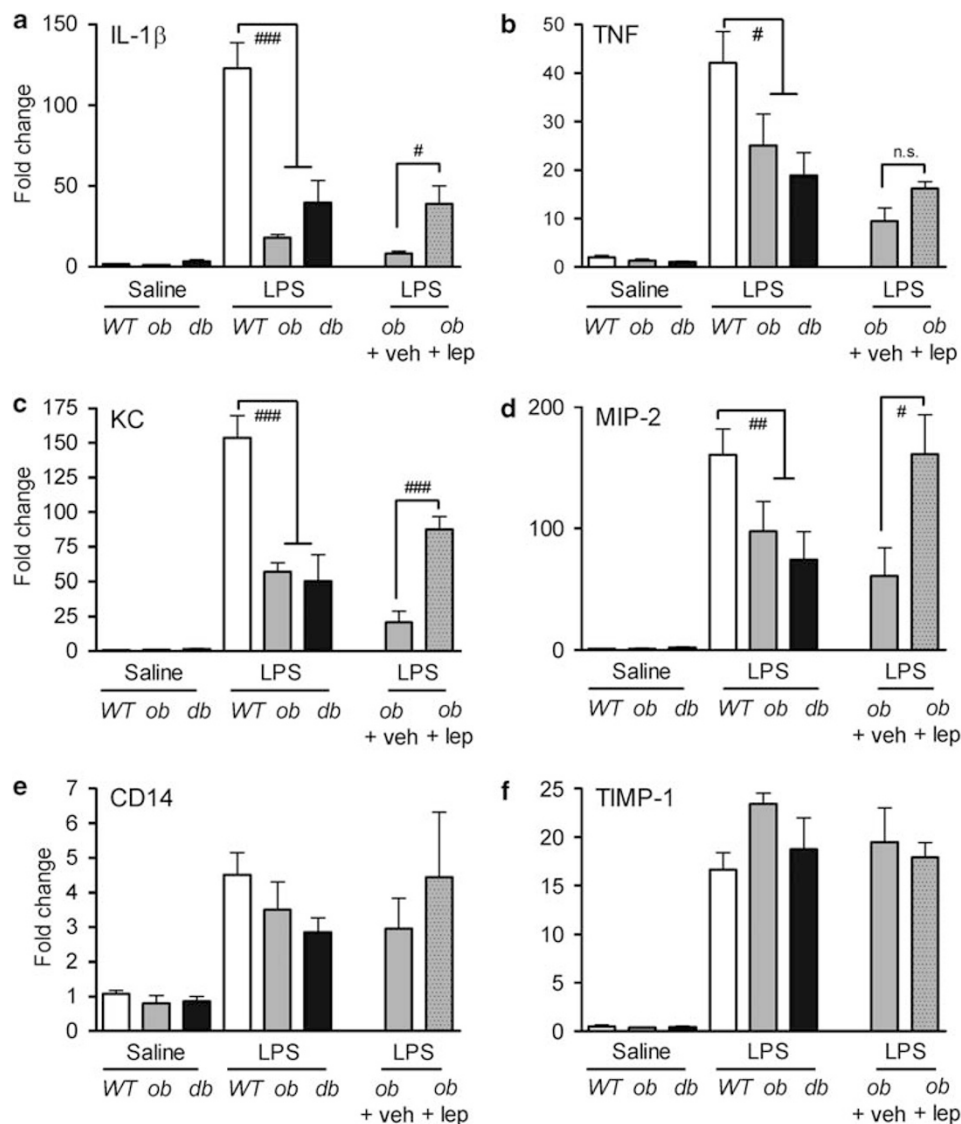 a
IL-1β
###
#
150
100
50
0
Fold change
Saline
LPS
LPS
WT ob db
WT ob db
ob ob
+ veh + lep
b
TNF
#
n.s.
50
40
30
20
10
0
Saline
LPS
LPS
WT ob db
WT ob db
ob ob
+ veh + lep
c
KC
###
###
175
150
125
100
75
50
25
0
Fold change
Saline
LPS
LPS
WT ob db
WT ob db
ob ob
+ veh + lep
d
MIP-2
##
#
200
100
0
Saline
LPS
LPS
WT ob db
WT ob db
ob ob
+ veh + lep
e
CD14
7
6
5
4
3
2
1
0
Fold change
Saline
LPS
LPS
WT ob db
WT ob db
ob ob
+ veh + lep
f
TIMP-1
25
20
15
10
5
0
Saline
LPS
LPS
WT ob db
WT ob db
ob ob
+ veh + lep